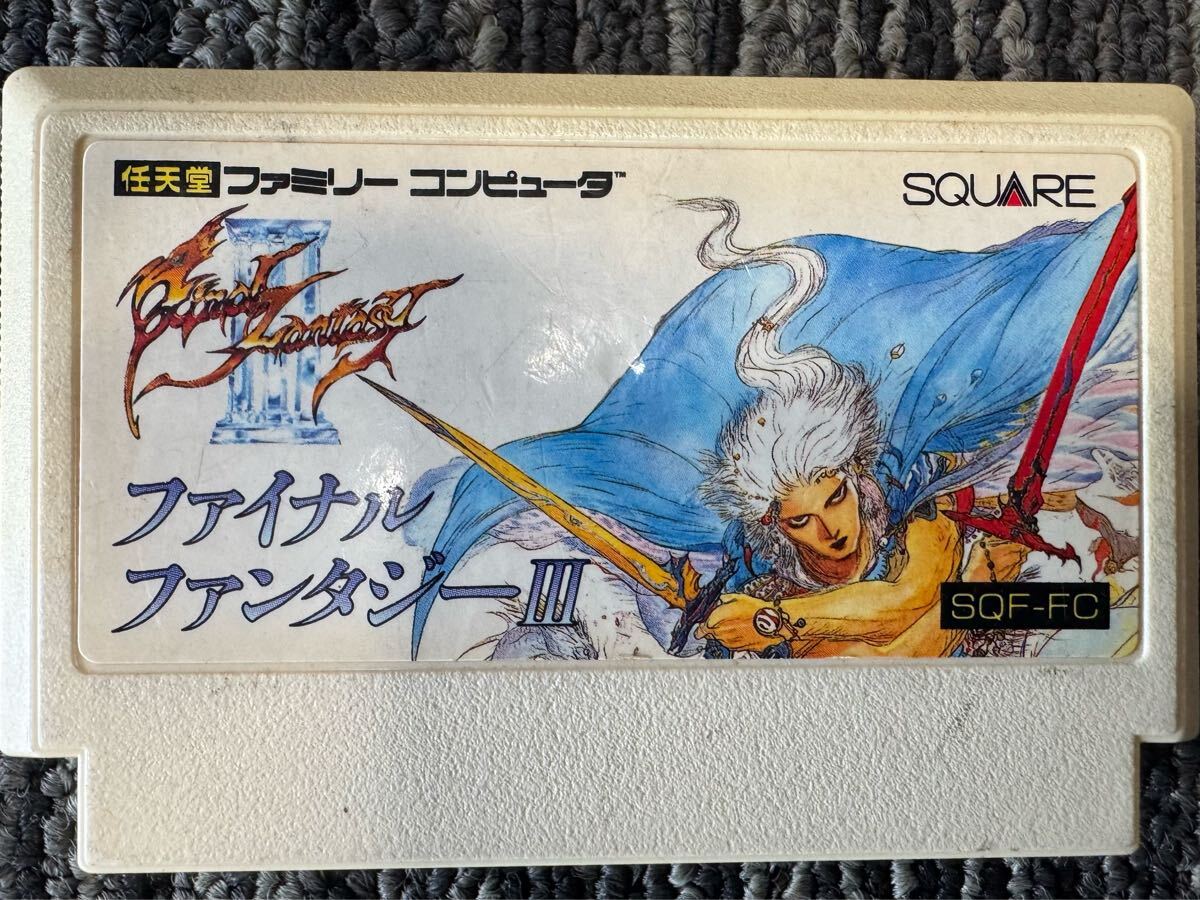 任天堂 ファミリー コンピュータ™
SQUARE
Final Fantasy
III
ファイナル
ファンタジーIII
SQF-FC